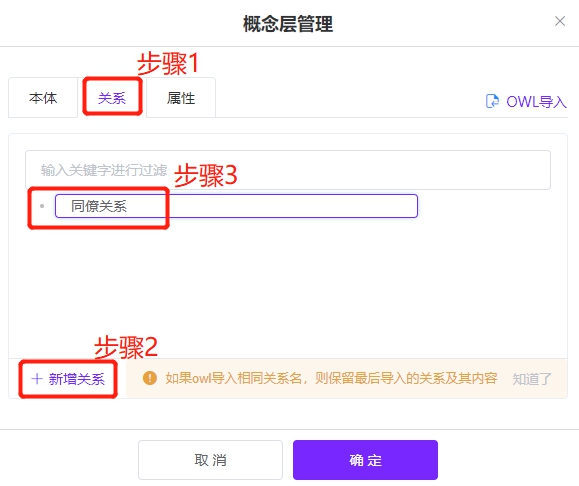 概念层管理
步骤1
本体
关系
属性
OWL导入
输入关键字进行过滤
步骤3
同僚关系
步骤2
+ 新增关系
如果owl导入相同关系名，则保留最后导入的关系及其内容
知道了
取消
确定